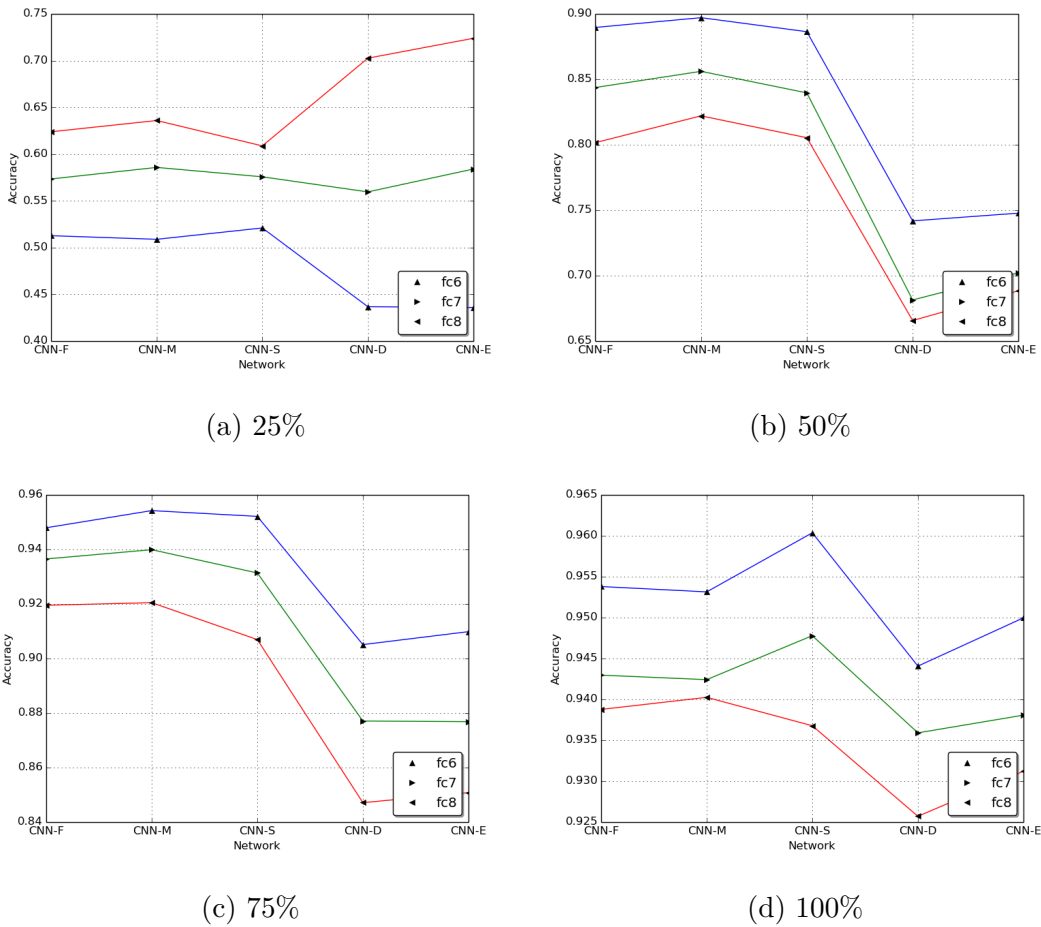 0.75
0.70
0.65
0.60
0.55
0.50
0.45
0.40
Accuracy
CNN-F CNN-M CNN-S CNN-D CNN-E
Network
fc6
fc7
fc8
(a) 25%
0.90
0.85
0.80
0.75
0.70
0.65
Accuracy
CNN-F CNN-M CNN-S CNN-D CNN-E
Network
fc6
fc7
fc8
(b) 50%
0.96
0.94
0.92
0.90
0.88
0.86
0.84
Accuracy
CNN-F CNN-M CNN-S CNN-D CNN-E
Network
fc6
fc7
fc8
(c) 75%
0.965
0.960
0.955
0.950
0.945
0.940
0.935
0.930
0.925
Accuracy
CNN-F CNN-M CNN-S CNN-D CNN-E
Network
fc6
fc7
fc8
(d) 100%